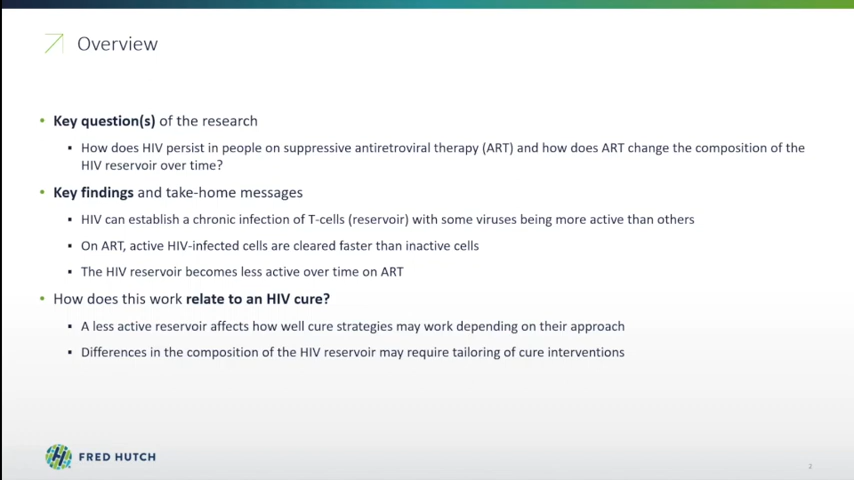 Overview
Key question(s) of the research
How does HIV persist in people on suppressive antiretroviral therapy (ART) and how does ART change the composition of the
HIV reservoir over time?
Key findings and take-home messages
HIV can establish a chronic infection of T-cells (reservoir) with some viruses being more active than others
On ART, active HIV-infected cells are cleared faster than inactive cells
The HIV reservoir becomes less active over time on ART
How does this work relate to an HIV cure?
A less active reservoir affects how well cure strategies may work depending on their approach
Differences in the composition of the HIV reservoir may require tailoring of cure interventions
FRED HUTCH
2